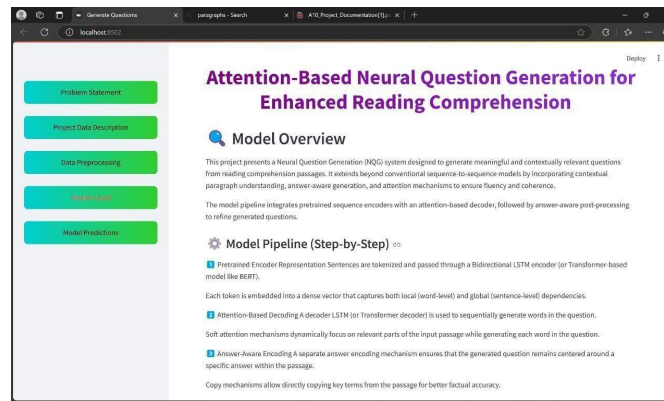 Generate Questions
paragraphs - Search
A10_Project_Documentation[1].
localhost:8502
Deploy
Problem Statement
Project Data Description
Data Preprocessing
Model Predictions
Attention-Based Neural Question Generation for
Enhanced Reading Comprehension
Model Overview
This project presents a Neural Question Generation (NQG) system designed to generate meaningful and contextually relevant questions
from reading comprehension passages. It extends beyond conventional sequence-to-sequence models by incorporating contextual
paragraph understanding, answer-aware generation, and attention mechanisms to ensure fluency and coherence.
The model pipeline integrates pretrained sequence encoders with an attention-based decoder, followed by answer-aware post-processing
to refine generated questions.
Model Pipeline (Step-by-Step)
1 Pretrained Encoder Representation Sentences are tokenized and passed through a Bidirectional LSTM encoder (or Transformer-based
model like BERT).
Each token is embedded into a dense vector that captures both local (word-level) and global (sentence-level) dependencies.
2 Attention-Based Decoding A decoder LSTM (or Transformer decoder) is used to sequentially generate words in the question.
Soft attention mechanisms dynamically focus on relevant parts of the input passage while generating each word in the question.
3 Answer-Aware Encoding A separate answer encoding mechanism ensures that the generated question remains centered around a
specific answer within the passage.
Copy mechanisms allow directly copying key terms from the passage for better factual accuracy.